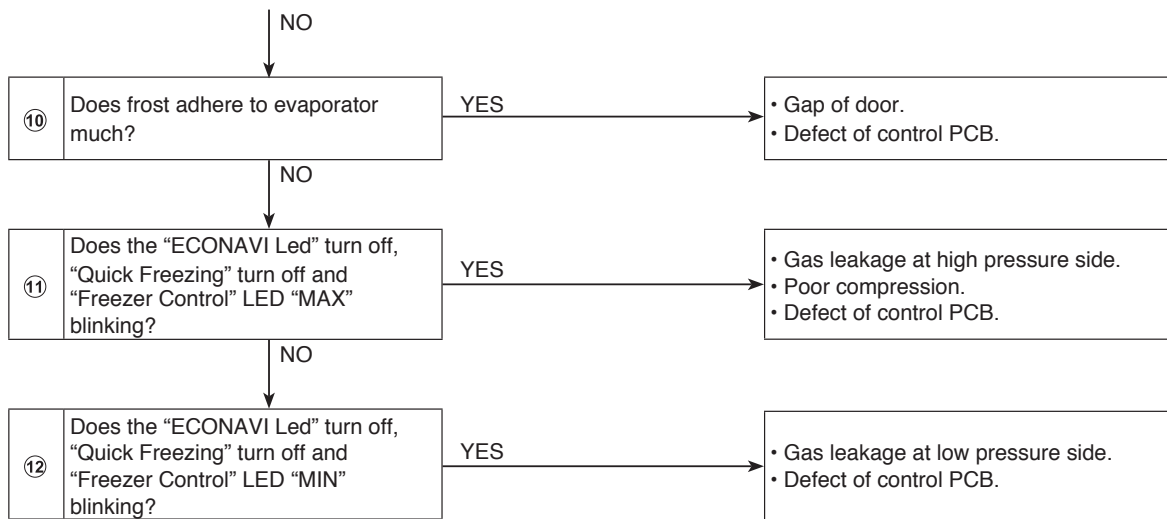 NO
⑩
Does frost adhere to evaporator
much?
YES
• Gap of door.
• Defect of control PCB.
NO
⑪
Does the “ECONAVI Led” turn off,
“Quick Freezing” turn off and
“Freezer Control” LED “MAX”
blinking?
YES
• Gas leakage at high pressure side.
• Poor compression.
• Defect of control PCB.
NO
⑫
Does the “ECONAVI Led” turn off,
“Quick Freezing” turn off and
“Freezer Control” LED “MIN”
blinking?
YES
• Gas leakage at low pressure side.
• Defect of control PCB.